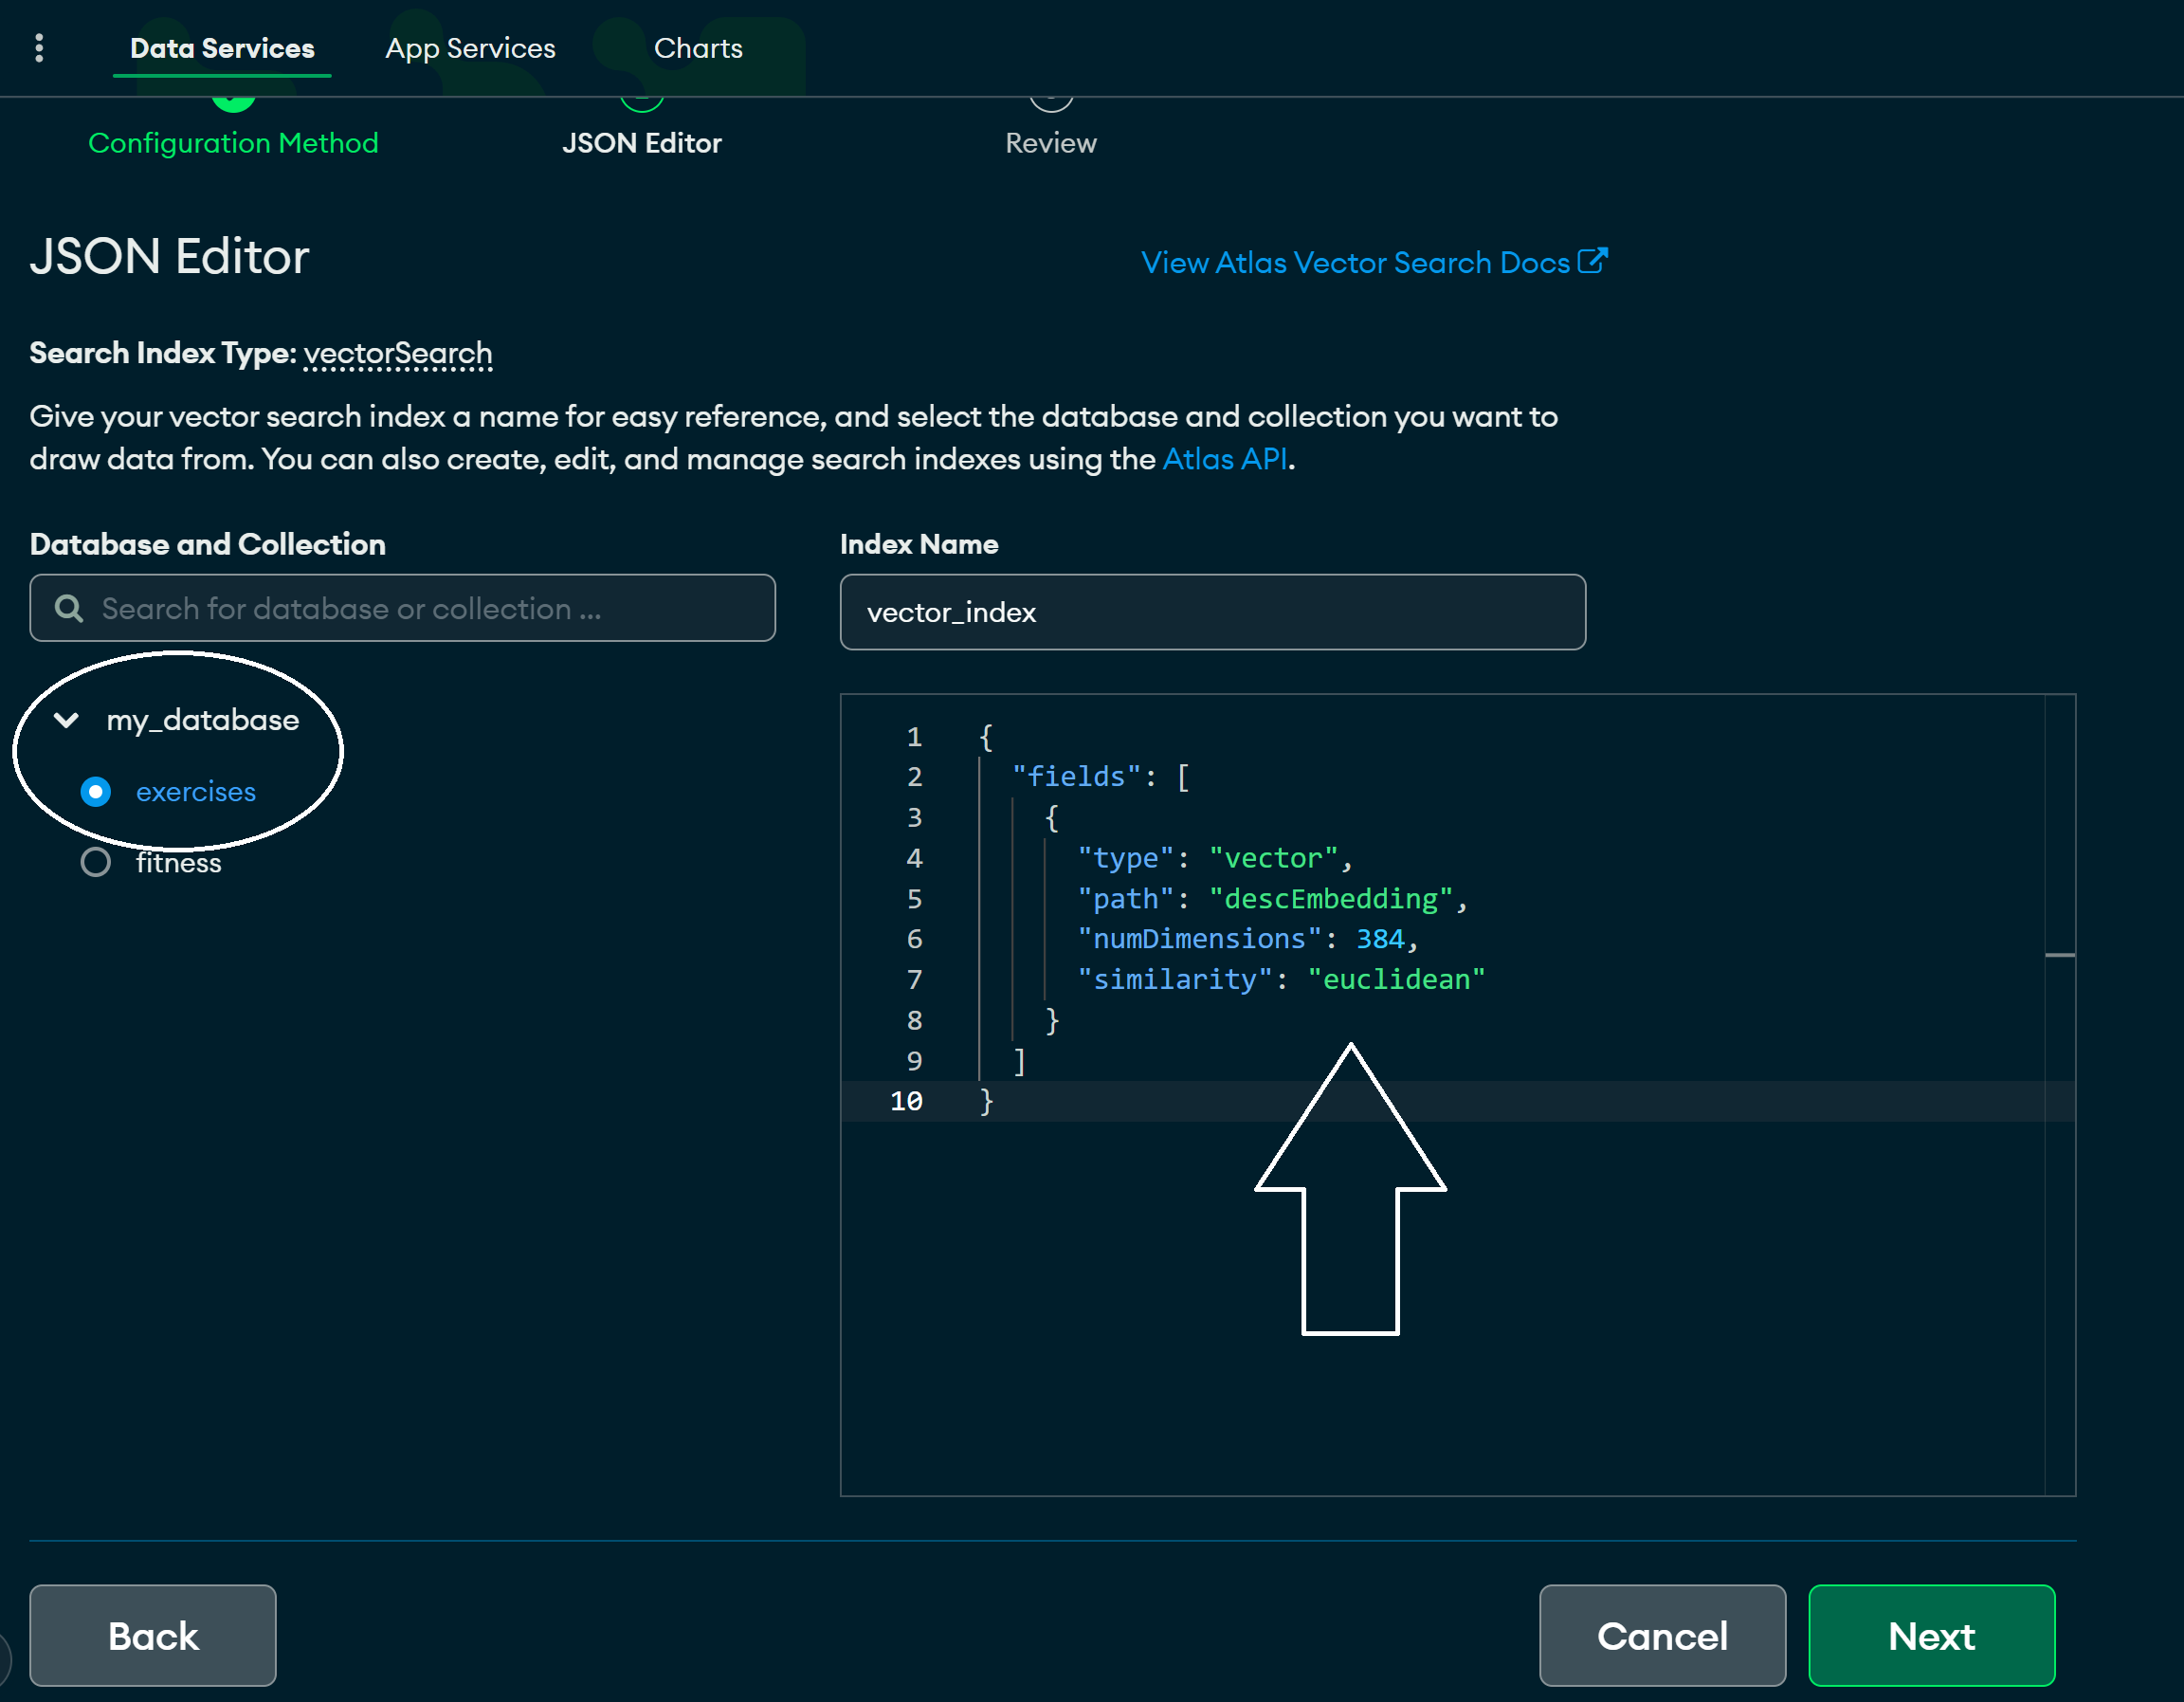 Data Services App Services Charts
Configuration Method JSON Editor Review
JSON Editor
View Atlas Vector Search Docs
Search Index Type: vectorSearch
Give your vector search index a name for easy reference, and select the database and collection you want to
draw data from. You can also create, edit, and manage search indexes using the Atlas API.
Database and Collection
Search for database or collection ...
my_database
exercises
fitness
Index Name
vector_index
1 {
2 "fields": [
3 {
4 "type": "vector",
5 "path": "descEmbedding",
6 "numDimensions": 384,
7 "similarity": "euclidean"
8 }
9 ]
10 }
Back Cancel Next